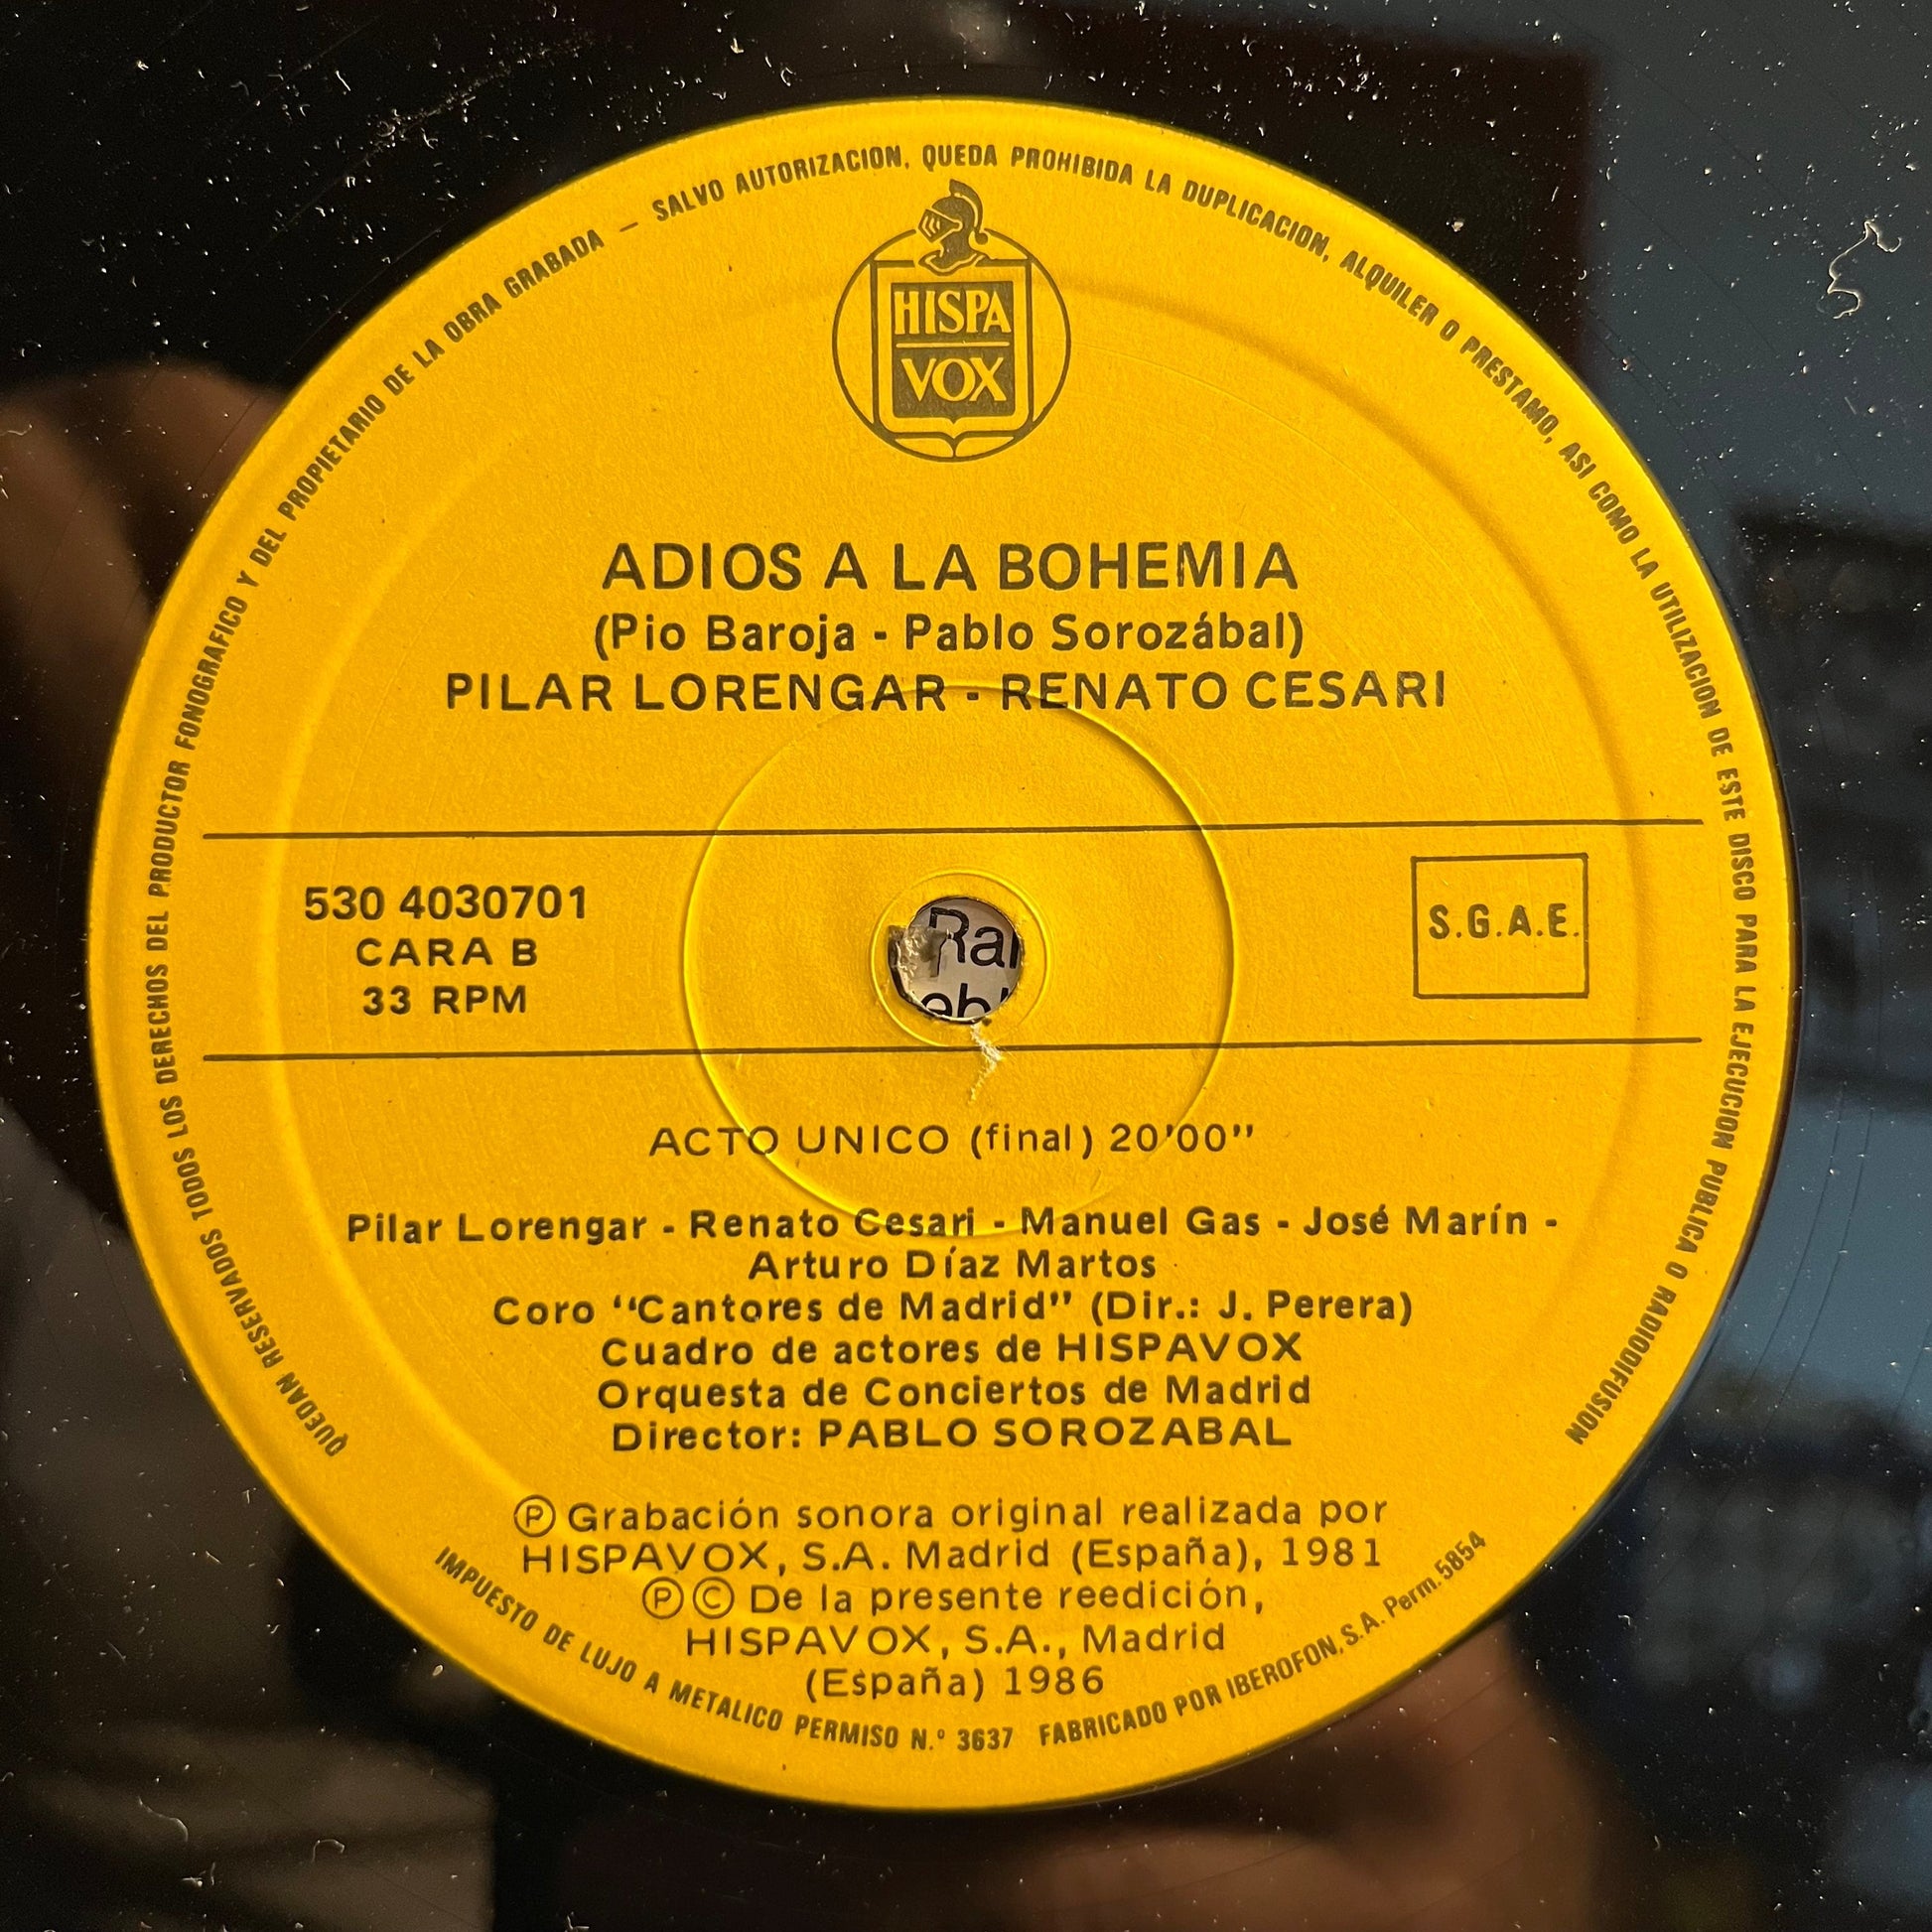 QUEDAN RESERVADOS TODOS LOS DERECHOS DEL PRODUCTOR FONOGRAFICO Y DEL PROPIETARIO DE LA OBRA GRABADA — SALVO AUTORIZACION, QUEDA PROHIBIDA LA DUPLICACION, ALQUILER O PRESTAMO, ASI COMO LA UTILIZACION DE ESTE DISCO PARA LA EJECUCION PUBLICA O RADIODIFUSION
HISPA
VOX
ADIOS A LA BOHEMIA
(Pio Baroja - Pablo Sorozábal)
PILAR LORENGAR - RENATO CESARI
530 4030701
CARA B
33 RPM
S.G.A.E.
ACTO UNICO (final) 20'00"
Pilar Lorengar - Renato Cesari - Manuel Gas - José Marín -
Arturo Díaz Martos
Coro "Cantores de Madrid" (Dir.: J. Perera)
Cuadro de actores de HISPAVOX
Orquesta de Conciertos de Madrid
Director: PABLO SOROZABAL
Ⓟ Grabación sonora original realizada por
HISPAVOX, S.A. Madrid (España), 1981
Ⓟ Ⓒ De la presente reedición,
HISPAVOX, S.A., Madrid
(España) 1986
IMPUESTO DE LUJO A METALICO PERMISO N.º 3637 FABRICADO POR IBEROFON, S.A. Perm. 5854